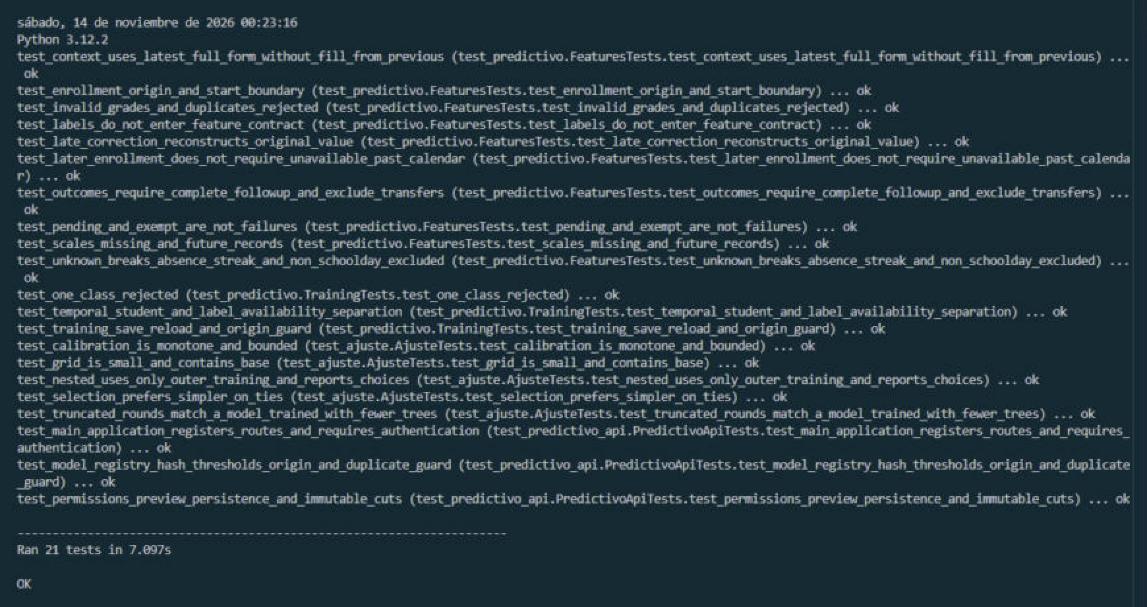 sábado, 14 de noviembre de 2026 00:23:16
Python 3.12.2
test_context_uses_latest_full_form_without_fill_from_previous (test_predictivo.FeaturesTests.test_context_uses_latest_full_form_without_fill_from_previous) ...
 ok
test_enrollment_origin_and_start_boundary (test_predictivo.FeaturesTests.test_enrollment_origin_and_start_boundary) ... ok
test_invalid_grades_and_duplicates_rejected (test_predictivo.FeaturesTests.test_invalid_grades_and_duplicates_rejected) ... ok
test_labels_do_not_enter_feature_contract (test_predictivo.FeaturesTests.test_labels_do_not_enter_feature_contract) ... ok
test_late_correction_reconstructs_original_value (test_predictivo.FeaturesTests.test_late_correction_reconstructs_original_value) ... ok
test_later_enrollment_does_not_require_unavailable_past_calendar (test_predictivo.FeaturesTests.test_later_enrollment_does_not_require_unavailable_past_calenda
r) ... ok
test_outcomes_require_complete_followup_and_exclude_transfers (test_predictivo.FeaturesTests.test_outcomes_require_complete_followup_and_exclude_transfers) ...
 ok
test_pending_and_exempt_are_not_failures (test_predictivo.FeaturesTests.test_pending_and_exempt_are_not_failures) ... ok
test_scales_missing_and_future_records (test_predictivo.FeaturesTests.test_scales_missing_and_future_records) ... ok
test_unknown_breaks_absence_streak_and_non_schoolday_excluded (test_predictivo.FeaturesTests.test_unknown_breaks_absence_streak_and_non_schoolday_excluded) ...
 ok
test_one_class_rejected (test_predictivo.TrainingTests.test_one_class_rejected) ... ok
test_temporal_student_and_label_availability_separation (test_predictivo.TrainingTests.test_temporal_student_and_label_availability_separation) ... ok
test_training_save_reload_and_origin_guard (test_predictivo.TrainingTests.test_training_save_reload_and_origin_guard) ... ok
test_calibration_is_monotone_and_bounded (test_ajuste.AjusteTests.test_calibration_is_monotone_and_bounded) ... ok
test_grid_is_small_and_contains_base (test_ajuste.AjusteTests.test_grid_is_small_and_contains_base) ... ok
test_nested_uses_only_outer_training_and_reports_choices (test_ajuste.AjusteTests.test_nested_uses_only_outer_training_and_reports_choices) ... ok
test_selection_prefers_simpler_on_ties (test_ajuste.AjusteTests.test_selection_prefers_simpler_on_ties) ... ok
test_truncated_rounds_match_a_model_trained_with_fewer_trees (test_ajuste.AjusteTests.test_truncated_rounds_match_a_model_trained_with_fewer_trees) ... ok
test_main_application_registers_routes_and_requires_authentication (test_predictivo_api.PredictivoApiTests.test_main_application_registers_routes_and_requires_
authentication) ... ok
test_model_registry_hash_thresholds_origin_and_duplicate_guard (test_predictivo_api.PredictivoApiTests.test_model_registry_hash_thresholds_origin_and_duplicate
_guard) ... ok
test_permissions_preview_persistence_and_immutable_cuts (test_predictivo_api.PredictivoApiTests.test_permissions_preview_persistence_and_immutable_cuts) ... ok
----------------------------------------------------------------------
Ran 21 tests in 7.097s
OK